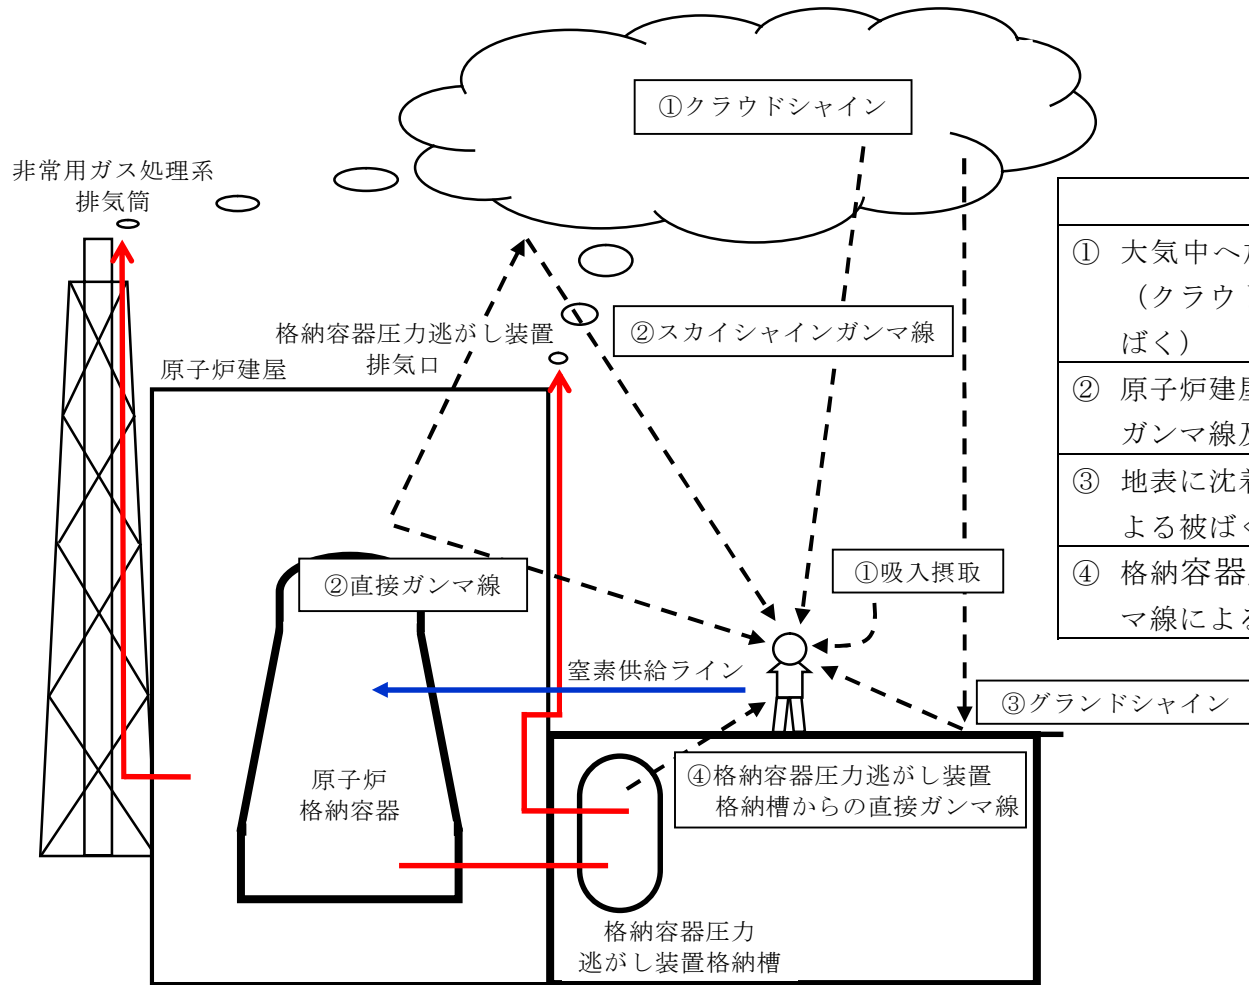 ①クラウドシャイン
非常用ガス処理系
排気筒
②スカイシャインガンマ線
格納容器圧力逃がし装置
排気口
原子炉建屋
②直接ガンマ線
①吸入摂取
窒素供給ライン
③グランドシャイン
原子炉
格納容器
④格納容器圧力逃がし装置
格納槽からの直接ガンマ線
格納容器圧力
逃がし装置格納槽
① 大気中へ
（クラウ
ばく）
② 原子炉建屋
ガンマ線及
③ 地表に沈着
よる被ばく
④ 格納容器
マ線による